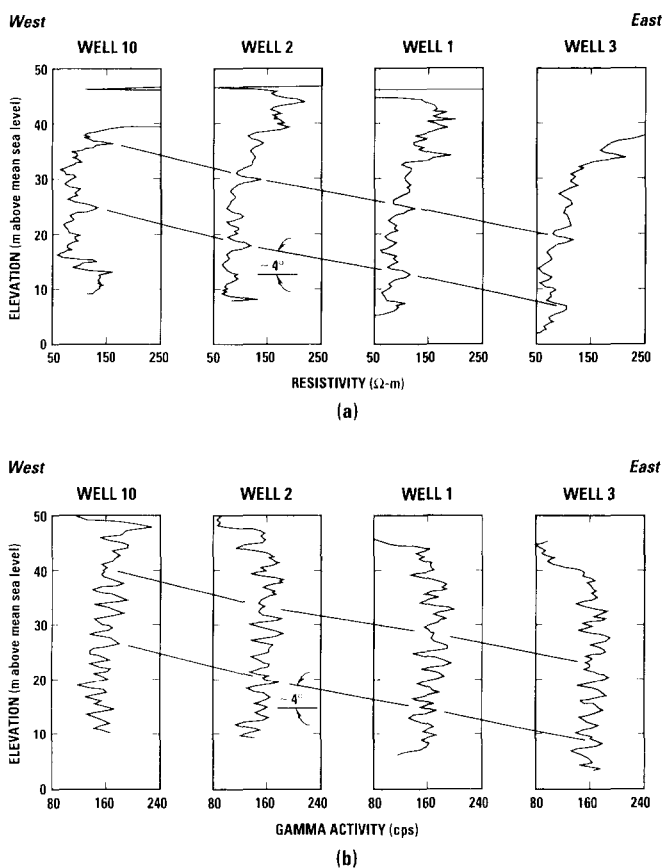 West East
WELL 10 WELL 2 WELL 1 WELL 3
50
40
30
20
10
0
ELEVATION (m above mean sea level)
~ 4°
50 150 250 50 150 250 50 150 250 50 150 250
RESISTIVITY (Ω-m)
(a)
West East
WELL 10 WELL 2 WELL 1 WELL 3
50
40
30
20
10
0
ELEVATION (m above mean sea level)
~ 4°
80 160 240 80 160 240 80 160 240 80 160 240
GAMMA ACTIVITY (cps)
(b)